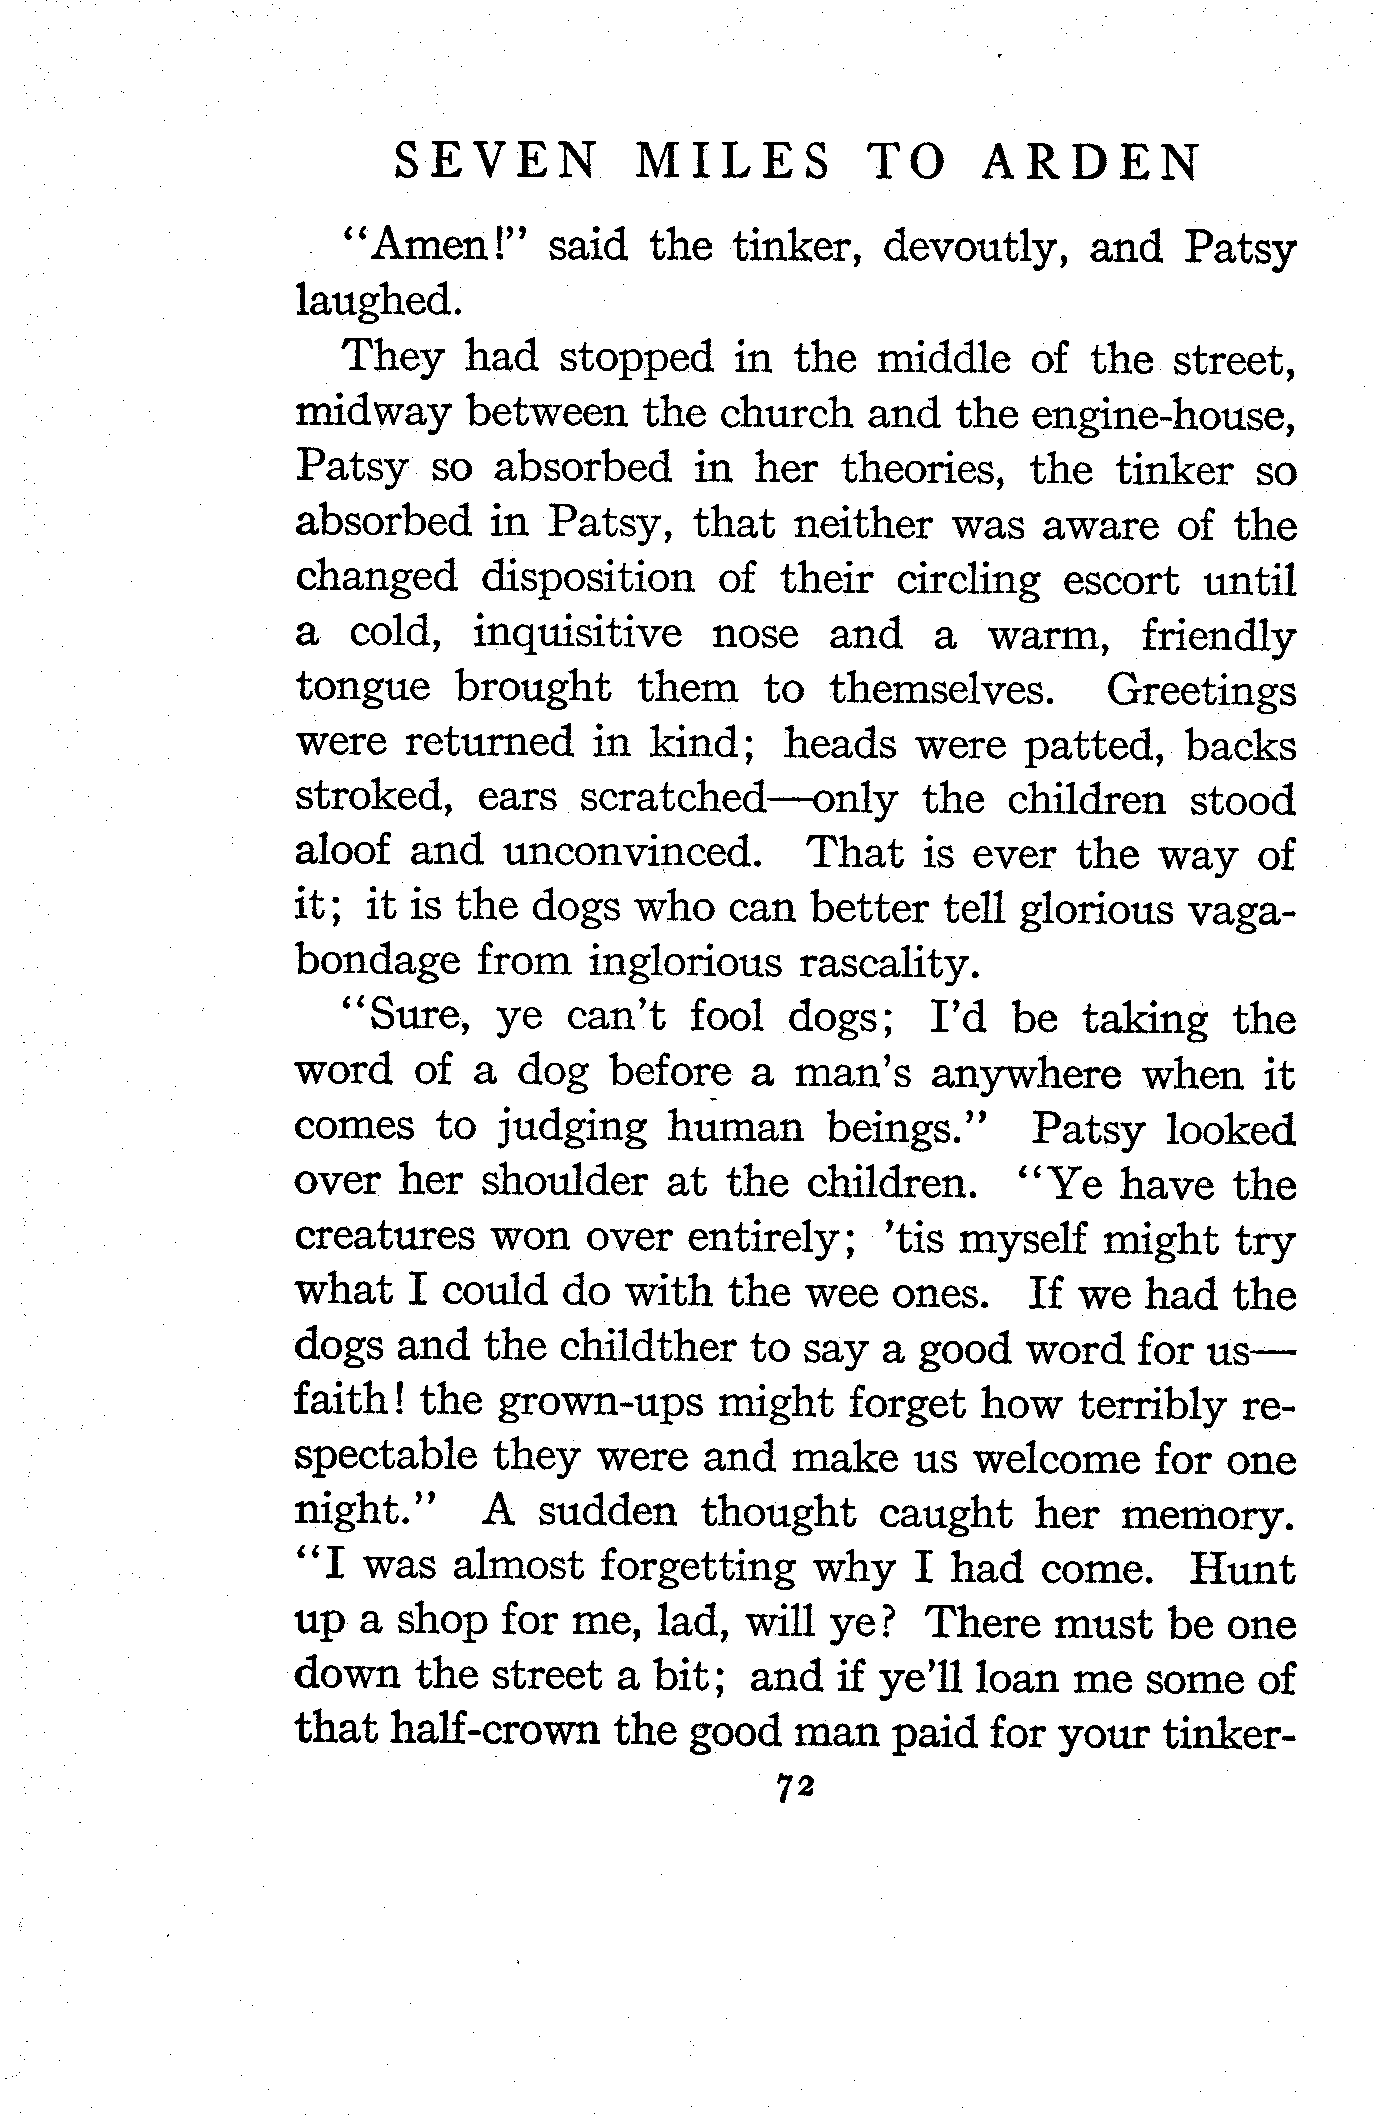 SEVEN MILES TO ARDEN
“Amen!” said the tinker, devoutly, and Patsy
laughed.
They had stopped in the middle of the street,
midway between the church and the engine-house,
Patsy so absorbed in her theories, the tinker so
absorbed in Patsy, that neither was aware of the
changed disposition of their circling escort until
a cold, inquisitive nose and a warm, friendly
tongue brought them to themselves. Greetings
were returned in kind; heads were patted, backs
stroked, ears scratched—only the children stood
aloof and unconvinced. That is ever the way of
it; it is the dogs who can better tell glorious vaga-
bondage from inglorious rascality.
“Sure, ye can’t fool dogs; I’d be taking the
word of a dog before a man’s anywhere when it
comes to judging human beings.” Patsy looked
over her shoulder at the children. “Ye have the
creatures won over entirely; ’tis myself might try
what I could do with the wee ones. If we had the
dogs and the childther to say a good word for us—
faith! the grown-ups might forget how terribly re-
spectable they were and make us welcome for one
night.” A sudden thought caught her memory.
“I was almost forgetting why I had come. Hunt
up a shop for me, lad, will ye? There must be one
down the street a bit; and if ye’ll loan me some of
that half-crown the good man paid for your tinker-
72